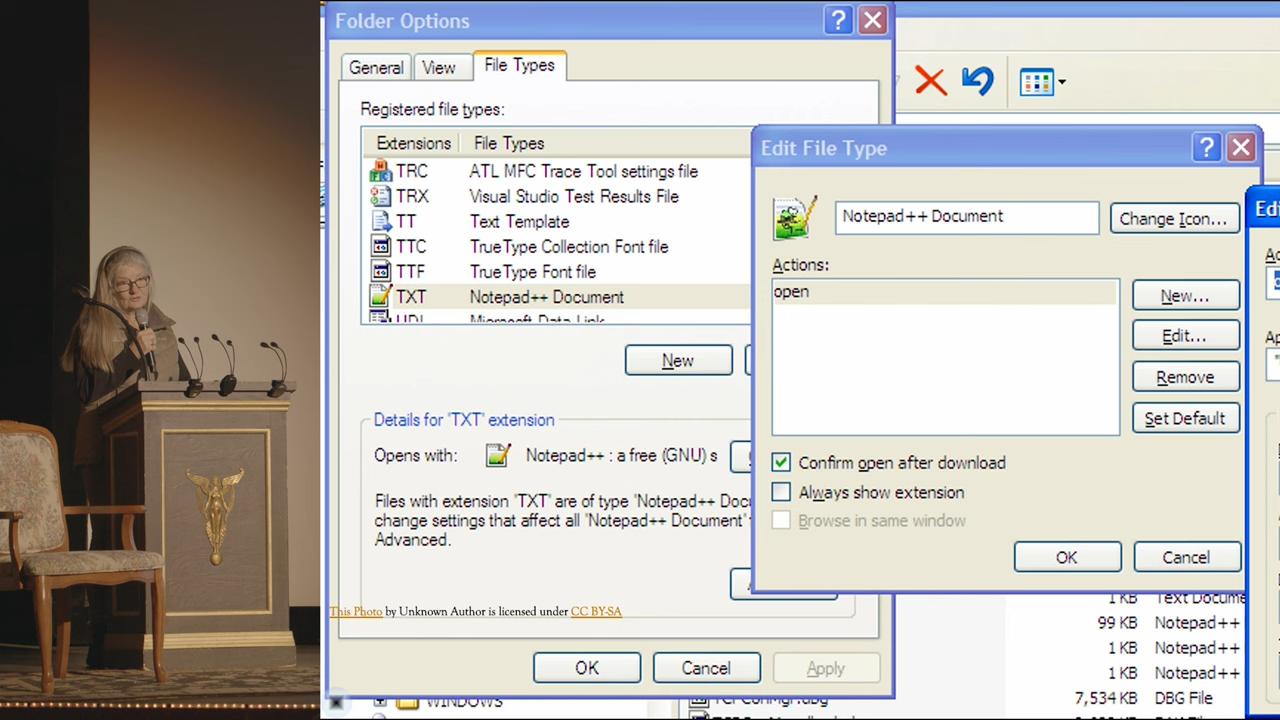 Folder Options
General
View
File Types
Registered file types:
Extensions
File Types
TRC
ATL MFC Trace Tool settings file
TRX
Visual Studio Test Results File
TT
Text Template
TTC
TrueType Collection Font file
TTF
TrueType Font file
TXT
Notepad++ Document
New
Details for "TXT" extension
Opens with:
Notepad++ : a free (GNU) s
Files with extension "TXT" are of type 'Notepad++
change settings that affect all "Notepad++ Document"
Advanced.
This Photo by Unknown Author is licensed under CC BY-SA
OK
Cancel
Apply
WINDOWS
Edit File Type
Notepad++ Document
Change Icon...
Actions:
open
New...
Edit...
Remove
Set Default
Confirm open after download
Always show extension
Browse in same window
OK
Cancel
1 KB
99 KB Notepad++
1 KB Notepad++
1 KB Notepad++
7,534 KB DBG File